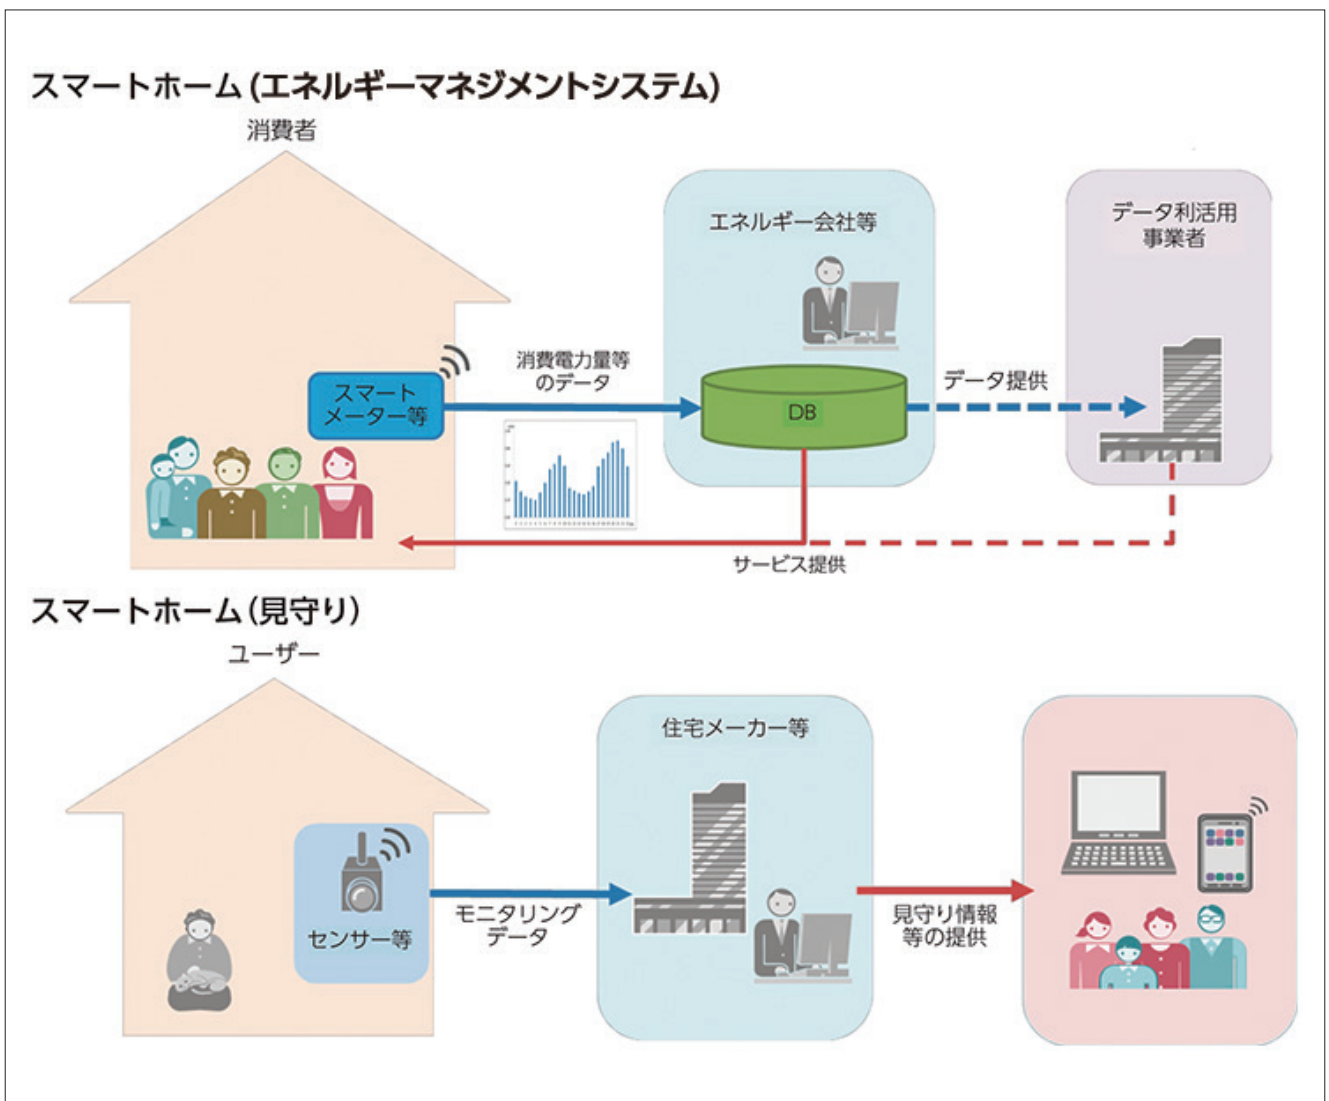 スマートホーム(エネルギーマネジメントシステム)
消費者
エネルギー会社等
データ利活用
事業者
スマート
メーター等
消費電力量等
のデータ
DB
データ提供
サービス提供
スマートホーム(見守り)
ユーザー
センサー等
モニタリング
データ
住宅メーカー等
見守り情報
等の提供